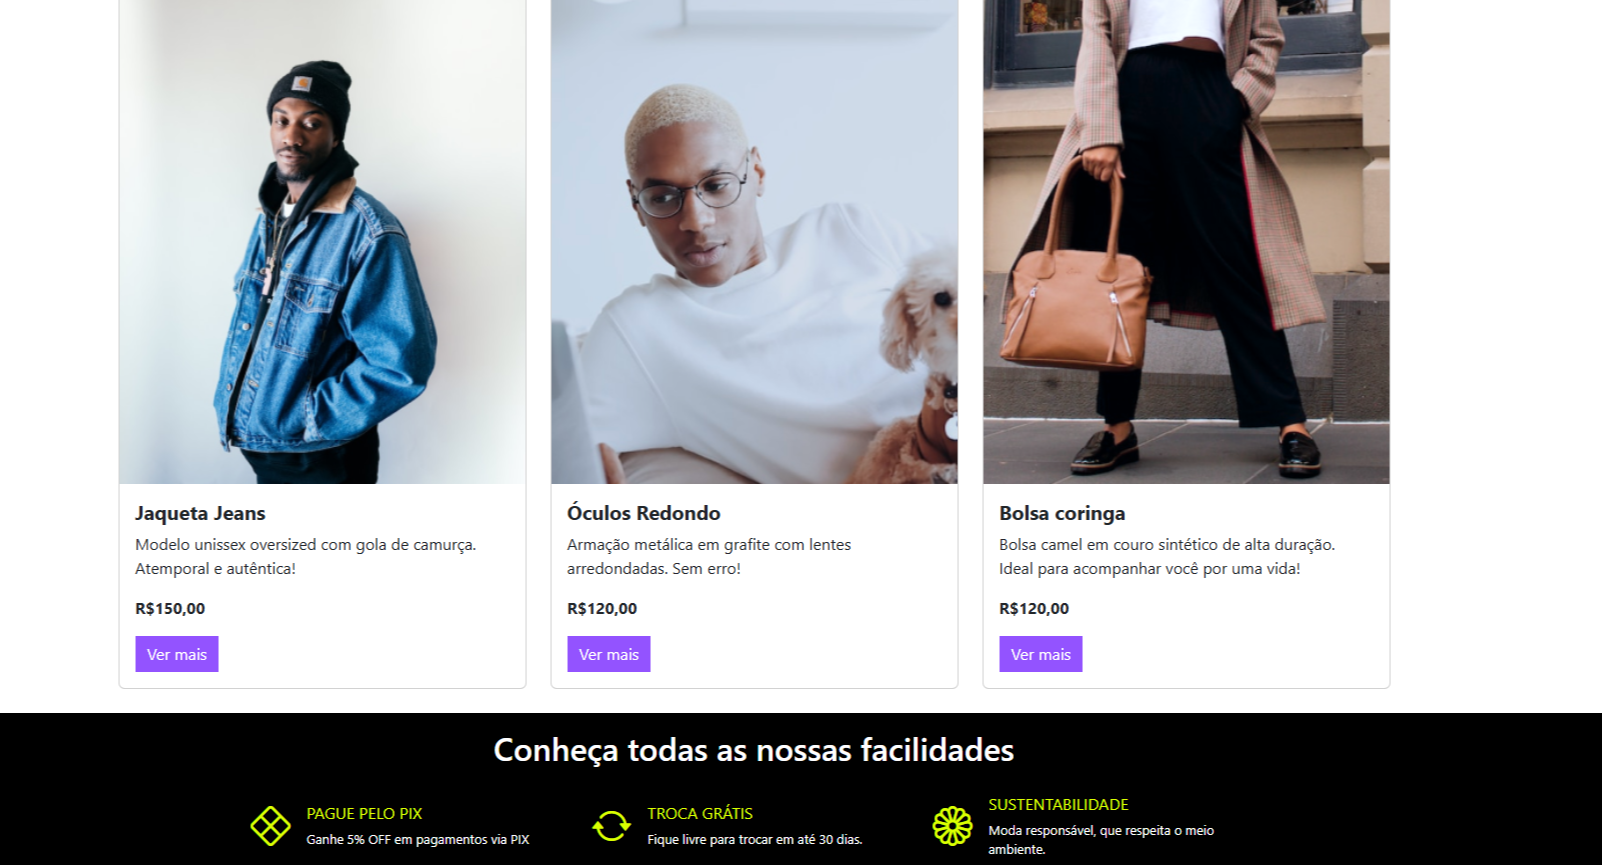 Jaqueta Jeans
Modelo unissex oversized com gola de camurça.
Atemporal e autêntica!
R$150,00
Ver mais
Óculos Redondo
Armação metálica em grafite com lentes
arredondadas. Sem erro!
R$120,00
Ver mais
Bolsa coringa
Bolsa camel em couro sintético de alta duração.
Ideal para acompanhar você por uma vida!
R$120,00
Ver mais
Conheça todas as nossas facilidades
PAGUE PELO PIX
Ganhe 5% OFF em pagamentos via PIX
TROCA GRÁTIS
Fique livre para trocar em até 30 dias.
SUSTENTABILIDADE
Moda responsável, que respeita o meio
ambiente.